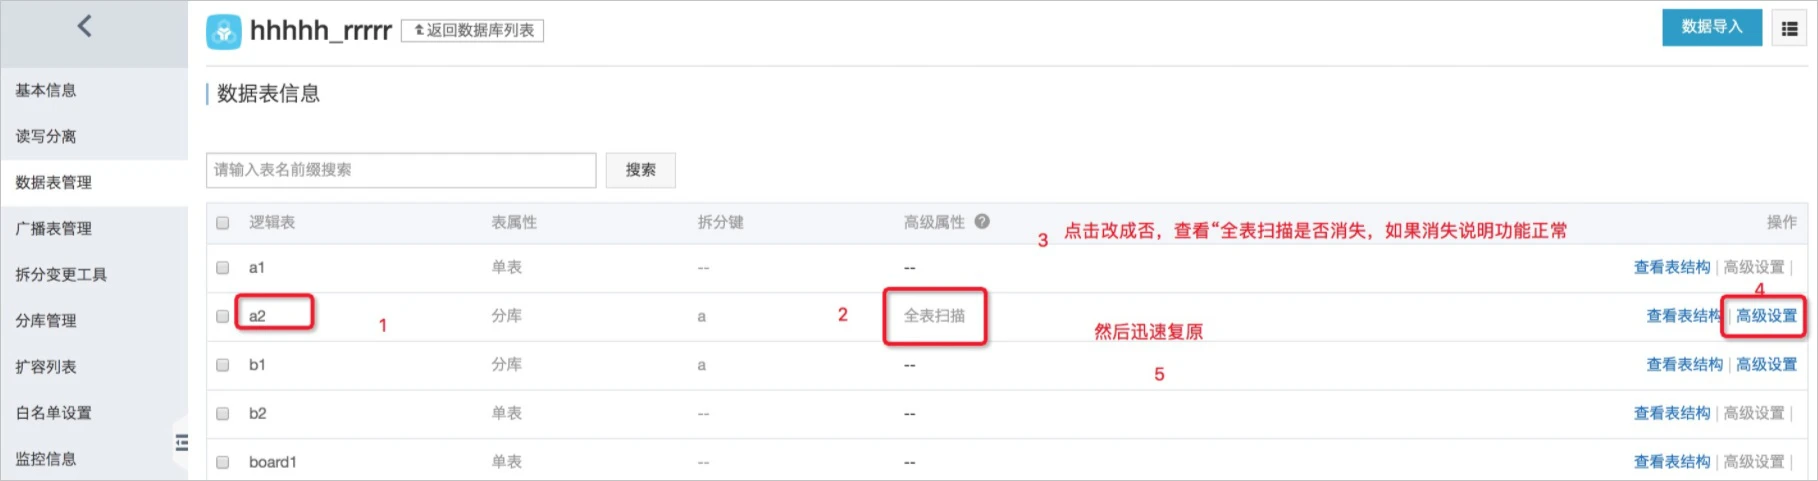 hhhhh_rrrrr 返回数据库列表 数据导入
基本信息
读写分离
数据表管理
广播表管理
拆分变更工具
分库管理
扩容列表
白名单设置
监控信息
数据表信息
请输入表名前缀搜索 搜索
逻辑表 表属性 拆分键 高级属性 ? 3 点击改成否，查看“全表扫描是否消失，如果消失说明功能正常 操作
a1 单表 -- -- 查看表结构 | 高级设置 |
4
a2 1 分库 a 2 全表扫描 然后迅速复原 查看表结构 | 高级设置
b1 分库 a -- 5 查看表结构 | 高级设置
b2 单表 -- -- 查看表结构 | 高级设置 |
board1 单表 -- -- 查看表结构 | 高级设置 |